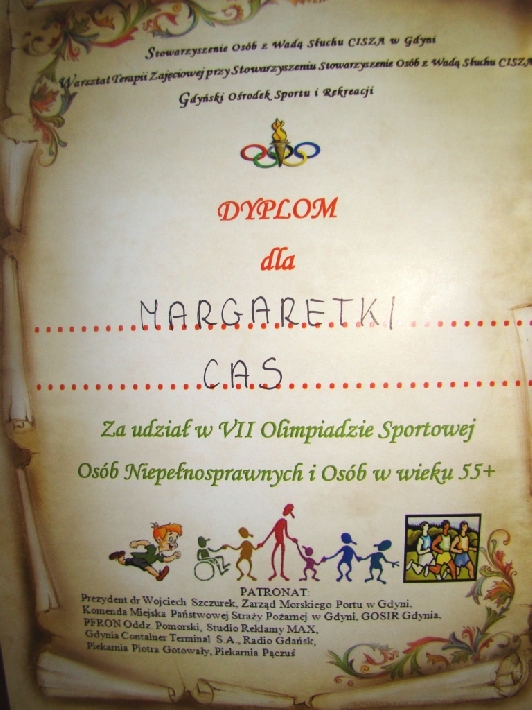 Stowarzyszenie Osób z Wadą Słuchu CISZA w Gdyni
Warsztat Terapii Zajęciowej przy Stowarzyszeniu Stowarzyszenie Osób z Wadą Słuchu CISZA
Gdyński Ośrodek Sportu i Rekreacji
DYPLOM
dla
MARGARETKI
CAS
Za udział w VII Olimpiadzie Sportowej
Osób Niepełnosprawnych i Osób w wieku 55+
PATRONAT:
Prezydent dr Wojciech Szczurek, Zarząd Morskiego Portu w Gdyni,
Komenda Miejska Państwowej Straży Pożarnej w Gdyni, GOSIR Gdynia,
PFRON Oddz. Pomorski, Studio Reklamy MAX,
Gdynia Container Terminal S.A., Radio Gdańsk,
Piekarnia Piotra Gotowały, Piekarnia Pączuś